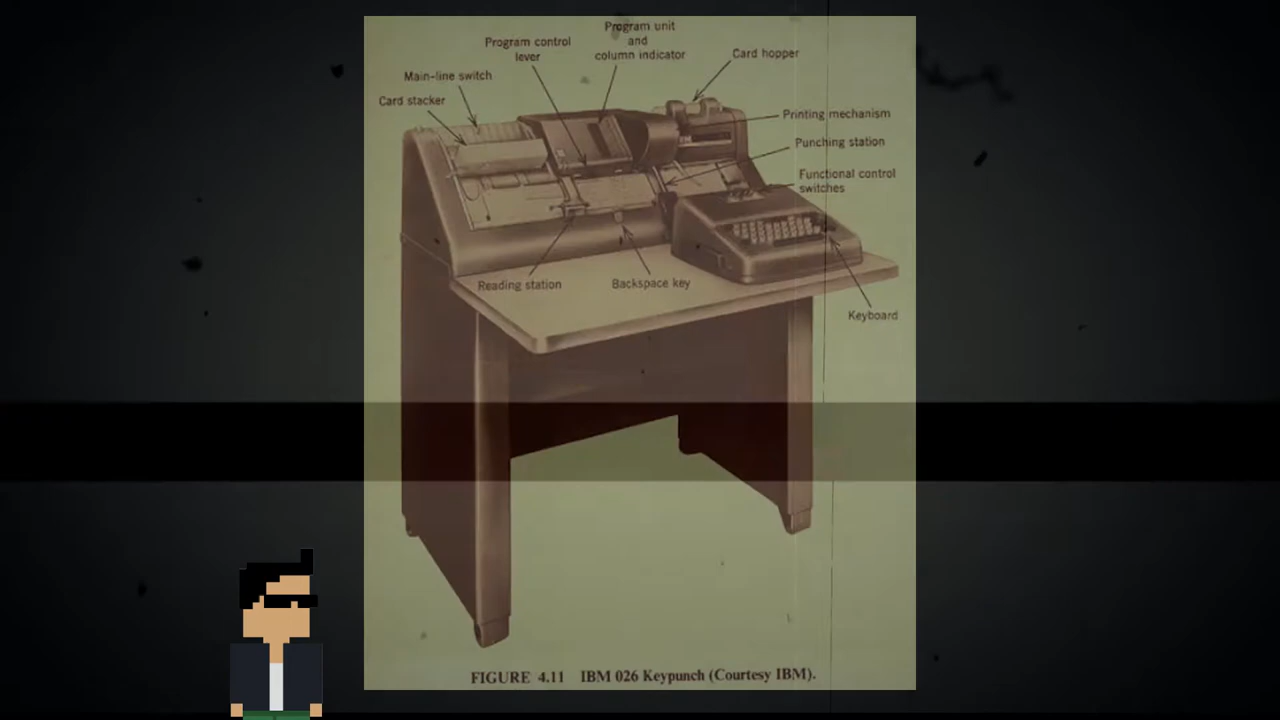 Program unit
and
column indicator
Program control
lever
Card hopper
Main-line switch
Card stacker
Printing mechanism
Punching station
Functional control
switches
Reading station
Backspace key
Keyboard
FIGURE 4.11 IBM 026 Keypunch (Courtesy IBM).